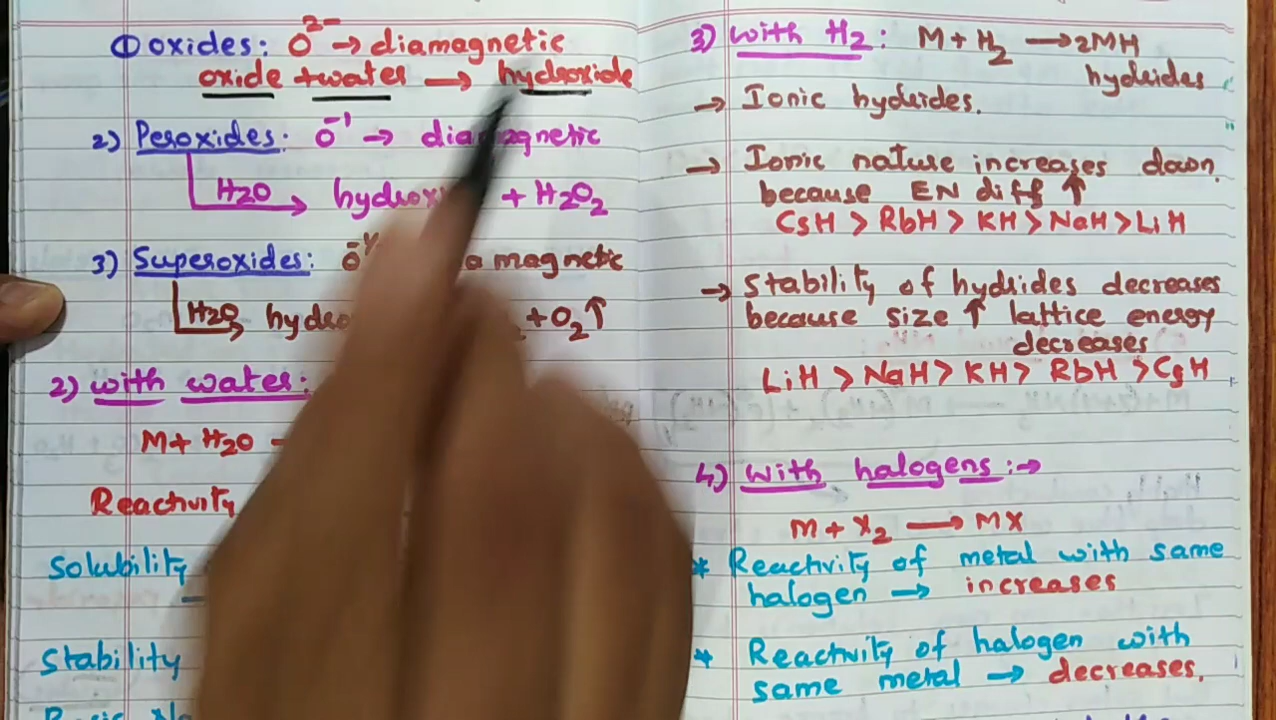 ① oxides: O²⁻ → diamagnetic
oxide + water → hydroxide
2) Peroxides: O⁻¹ → diamagnetic
H2O → + H2O2
3) Superoxides: magnetic
H2O → + O2↑
2) with water:
M + H2O
Reactivity
Solubility
Stability
3) with H2: M + H2 → 2MH
hydrides
→ Ionic hydrides.
→ Ionic nature increases down.
because EN diff ↑
CsH > RbH > KH > NaH > LiH
→ Stability of hydrides decreases
because size ↑ lattice energy
decreases
LiH > NaH > KH > RbH > CsH
4) With halogens :→
M + X2 → MX
* Reactivity of metal with same
halogen → increases
* Reactivity of halogen with
same metal → decreases.